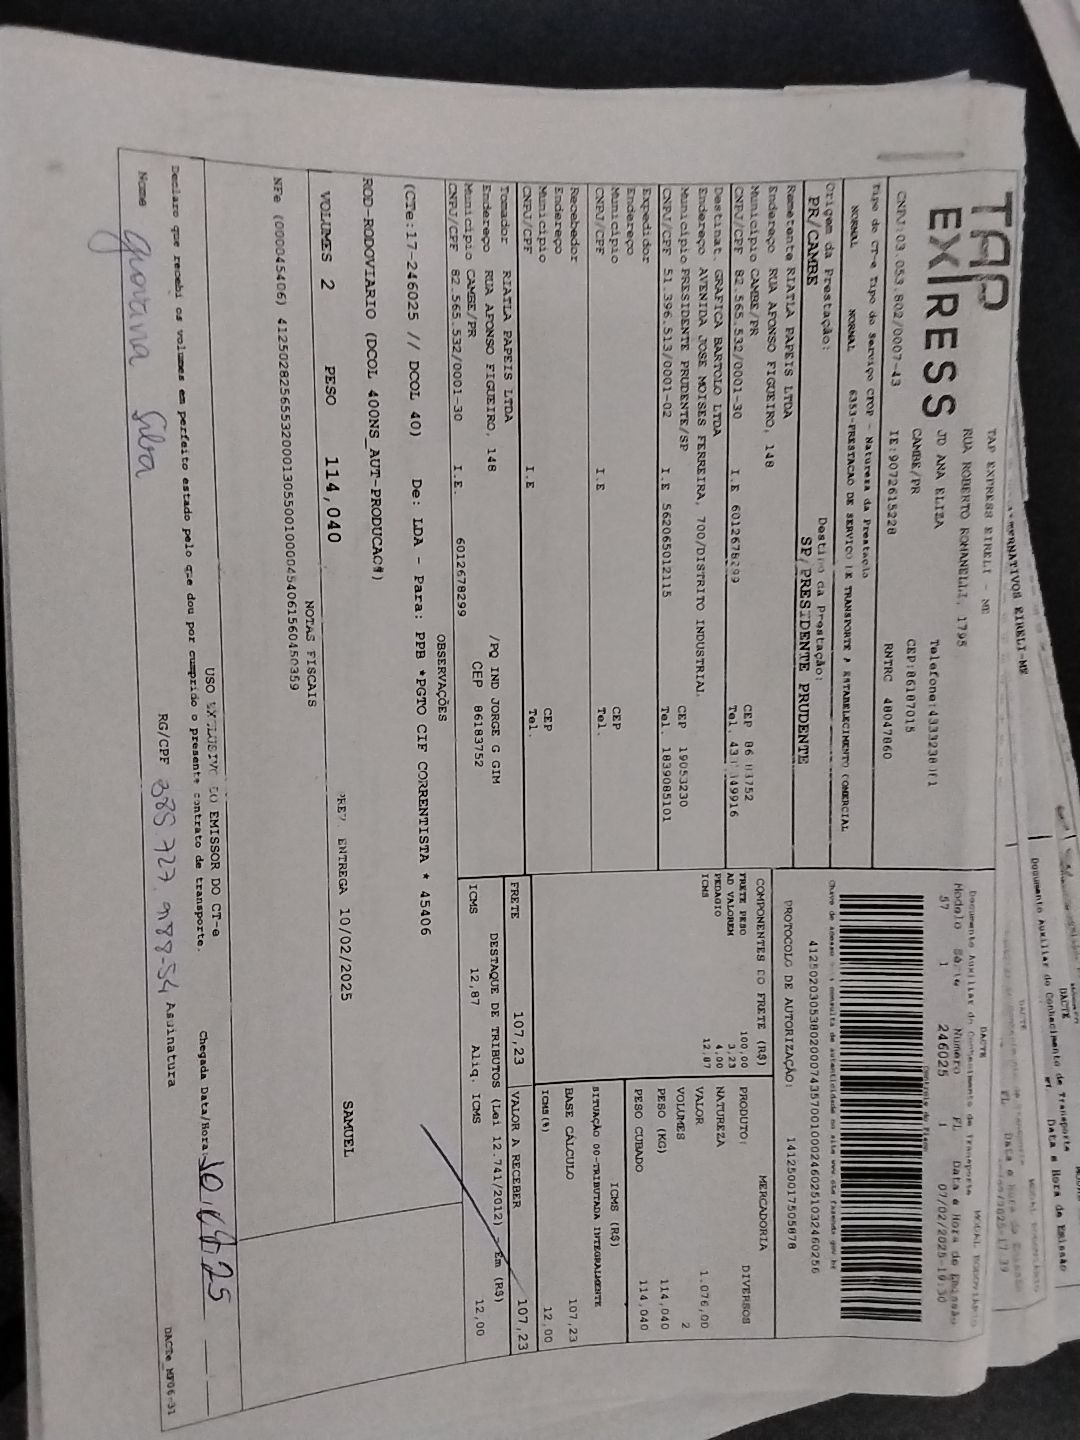 TAP EXPRESS
TAP EXPRESS EIRELI - ME
RUA ROBERTO ROMANELLI, 1795
JD ANA ELIZA
CAMBE/PR
CEP:86187015
CNPJ:03.053.802/0007-43
IE:9072615228
RNTRC 48047860
DACTE
Documento Auxiliar do Conhecimento de Transporte
MODAL RODOVIARIO
Modelo Série Número FL Data e Hora de Emissão
57 1 246025 1 07/02/2025-19:30
Controle do Fisco
Tipo do CT-e Tipo do Serviço CFOP - Natureza da Prestação
NORMAL NORMAL 6353-PRESTACAO DE SERVICO DE TRANSPORTE A ESTABELECIMENTO COMERCIAL
41250203053802000743570010002460251032460256
Origem da Prestação: Destino da Prestação:
PR/CAMBE SP/PRESIDENTE PRUDENTE
PROTOCOLO DE AUTORIZAÇÃO: 141250017505878
Remetente RIATLA PAPEIS LTDA
Endereço RUA AFONSO FIGUEIRO, 148
Município CAMBE/PR CEP
CNPJ/CPF 82.565.532/0001-30 I.E 6012678299 Tel.
Destinat. GRAFICA BARTOLO LTDA
Endereço AVENIDA JOSE MOISES FERREIRA, 700/DISTRITO INDUSTRIAL
Município PRESIDENTE PRUDENTE/SP CEP 19053230
CNPJ/CPF 51.396.513/0001-02 I.E 562065012115 Tel. 1839085101
Expedidor
Endereço
Município CEP
CNPJ/CPF I.E Tel.
Recebedor
Endereço
Município CEP
CNPJ/CPF I.E Tel.
Tomador RIATLA PAPEIS LTDA
Endereço RUA AFONSO FIGUEIRO, 148 /PQ IND JORGE G GIM
Município CAMBE/PR CEP 86183752
CNPJ/CPF 82.565.532/0001-30 I.E. 6012678299
COMPONENTES DO FRETE (R$)
FRETE PESO 100,00
AD VALOREM 3,23
PEDAGIO 4,00
ICMS 12,87
MERCADORIA
PRODUTO: DIVERSOS
NATUREZA
VALOR 1.076,00
VOLUMES 2
PESO (KG) 114,040
PESO CUBADO 114,040
ICMS (R$)
SITUAÇÃO 00-TRIBUTADA INTEGRALMENTE
BASE CÁLCULO 107,23
ICMS(%) 12,00
FRETE 107,23 VALOR A RECEBER 107,23
DESTAQUE DE TRIBUTOS (Lei 12.741/2012) - Em (R$)
ICMS 12,87 Aliq. ICMS 12,00
OBSERVAÇÕES
(CTe:17-246025 // DCOL 40) De: LDA - Para: PPB *PGTO CIF CORRENTISTA * 45406
ROD-RODOVIARIO (DCOL 400NS_AUT-PRODUCAO*)
VOLUMES 2 PESO 114,040 PREV. ENTREGA 10/02/2025 SAMUEL
NOTAS FISCAIS
NFe (000045406) 41250282565532000130550010000454061560450359
USO EXCLUSIVO DO EMISSOR DO CT-e
Declaro que recebi os volumes em perfeito estado pelo que dou por cumprido o presente contrato de transporte. Chegada Data/Hora:
Nome Giovana Silva RG/CPF Assinatura
DACTe_MF06-31